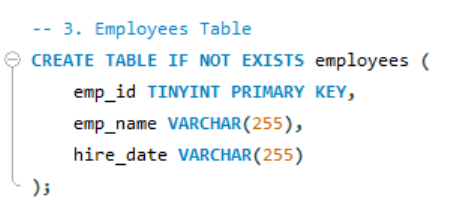 -- 3. Employees Table
CREATE TABLE IF NOT EXISTS employees (
emp_id TINYINT PRIMARY KEY,
emp_name VARCHAR(255),
hire_date VARCHAR(255)
);